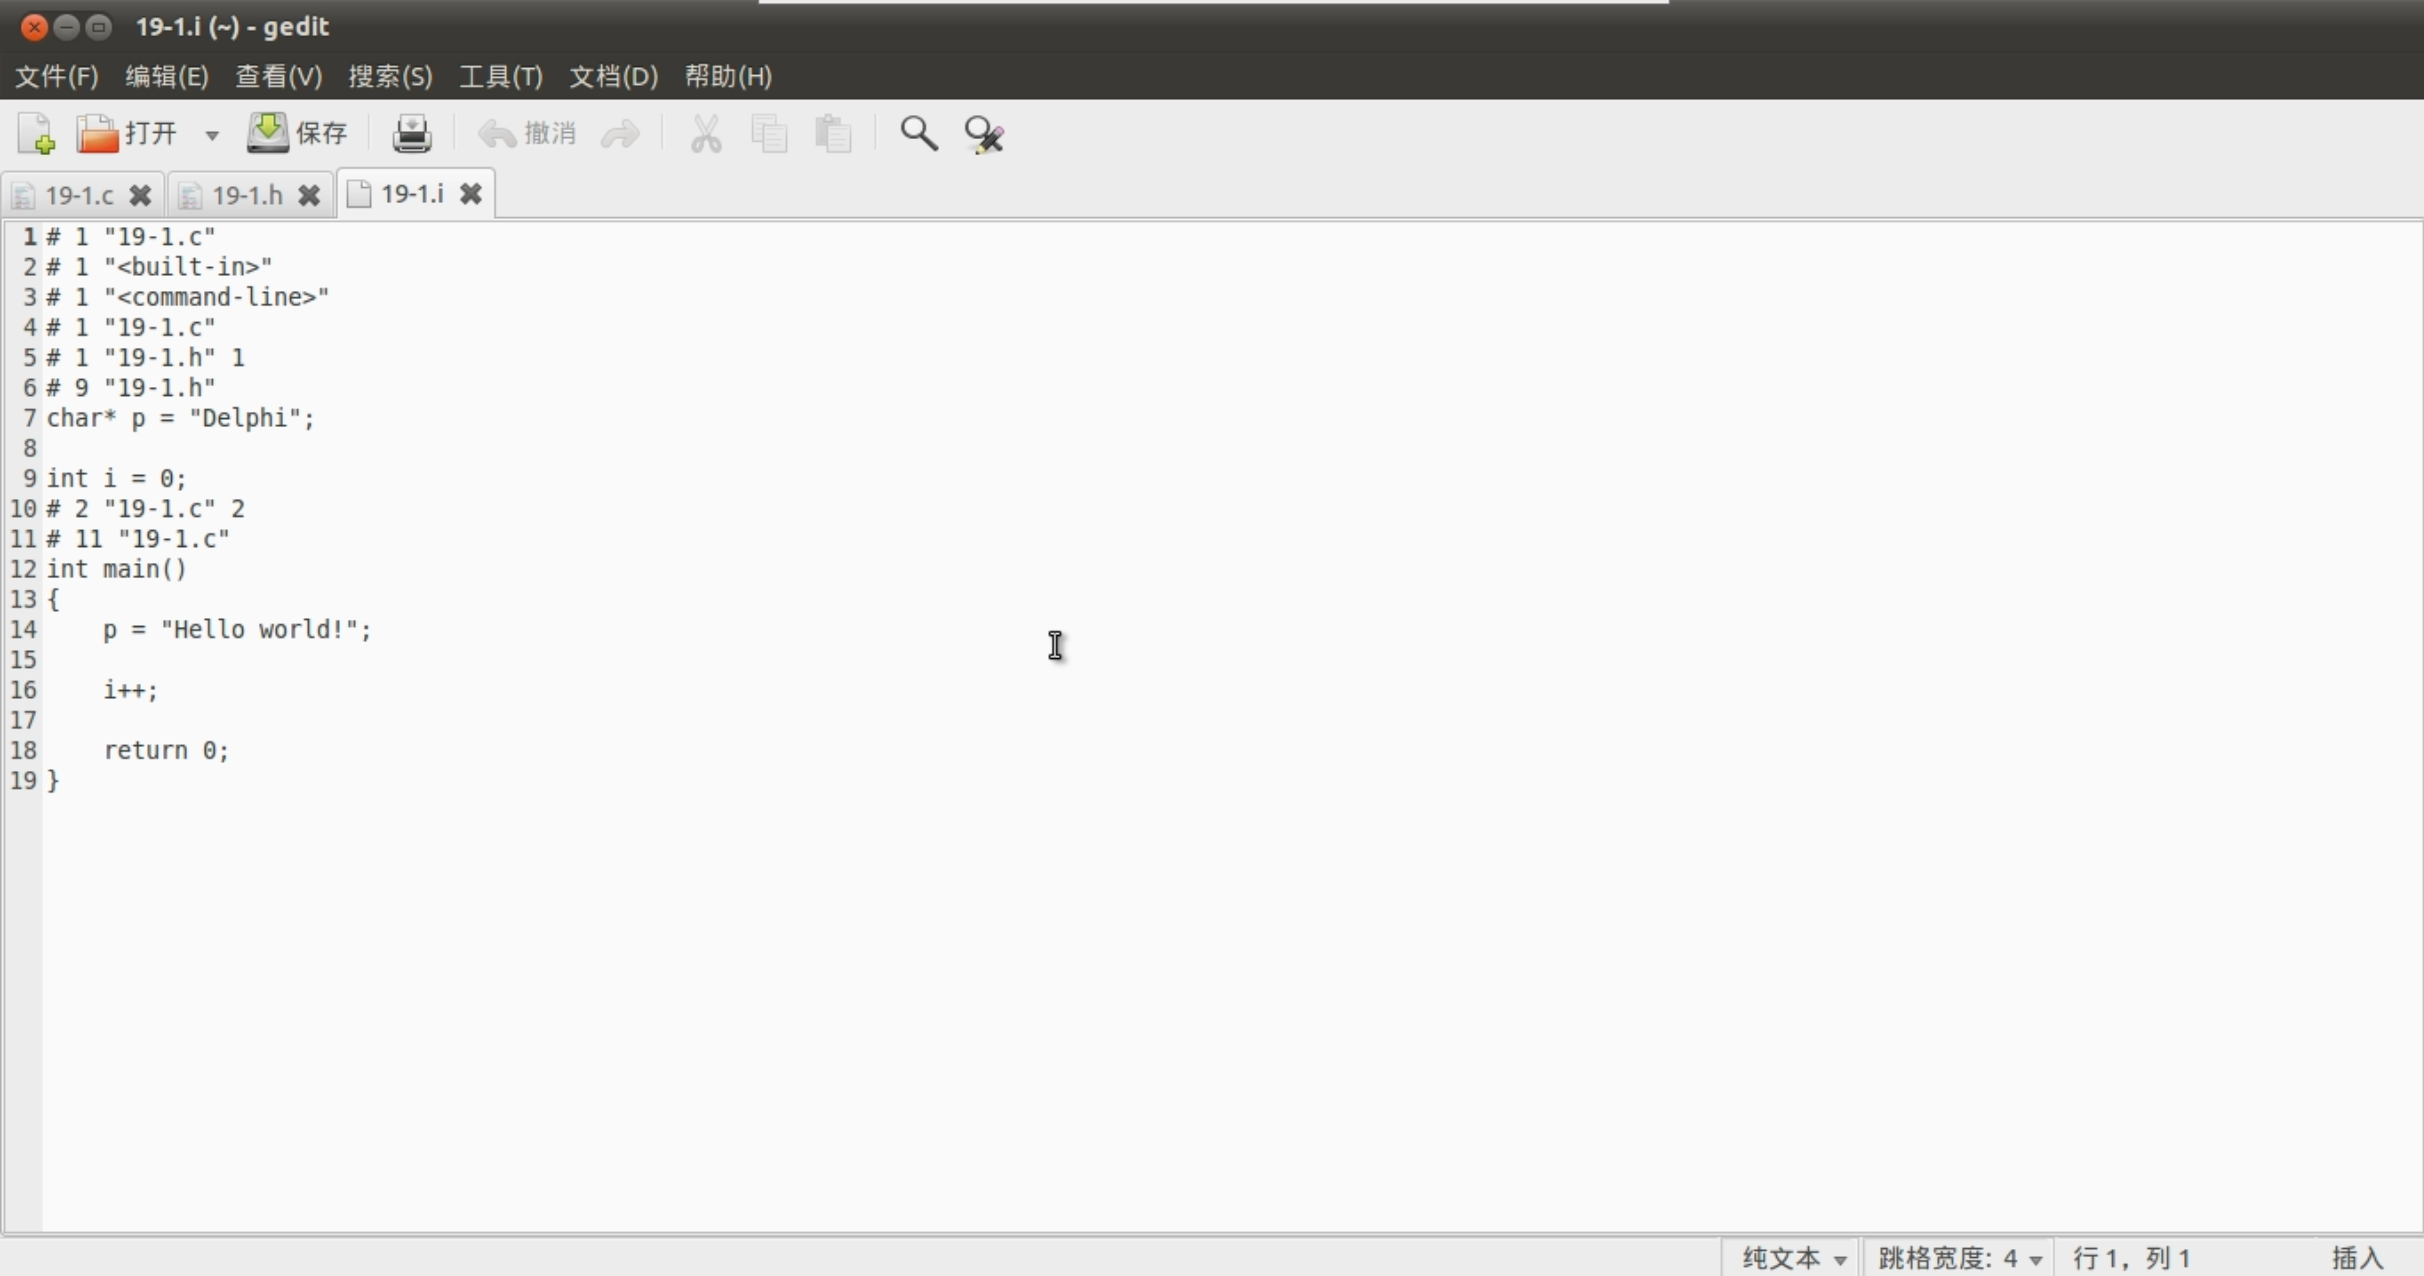 19-1.i (~) - gedit
文件(F) 编辑(E) 查看(V) 搜索(S) 工具(T) 文档(D) 帮助(H)
打开 保存 撤消
19-1.c 19-1.h 19-1.i
1 # 1 "19-1.c"
2 # 1 "<built-in>"
3 # 1 "<command-line>"
4 # 1 "19-1.c"
5 # 1 "19-1.h" 1
6 # 9 "19-1.h"
7 char* p = "Delphi";
8
9 int i = 0;
10 # 2 "19-1.c" 2
11 # 11 "19-1.c"
12 int main()
13 {
14     p = "Hello world!";
15
16     i++;
17
18     return 0;
19 }
纯文本 跳格宽度: 4 行 1，列 1 插入